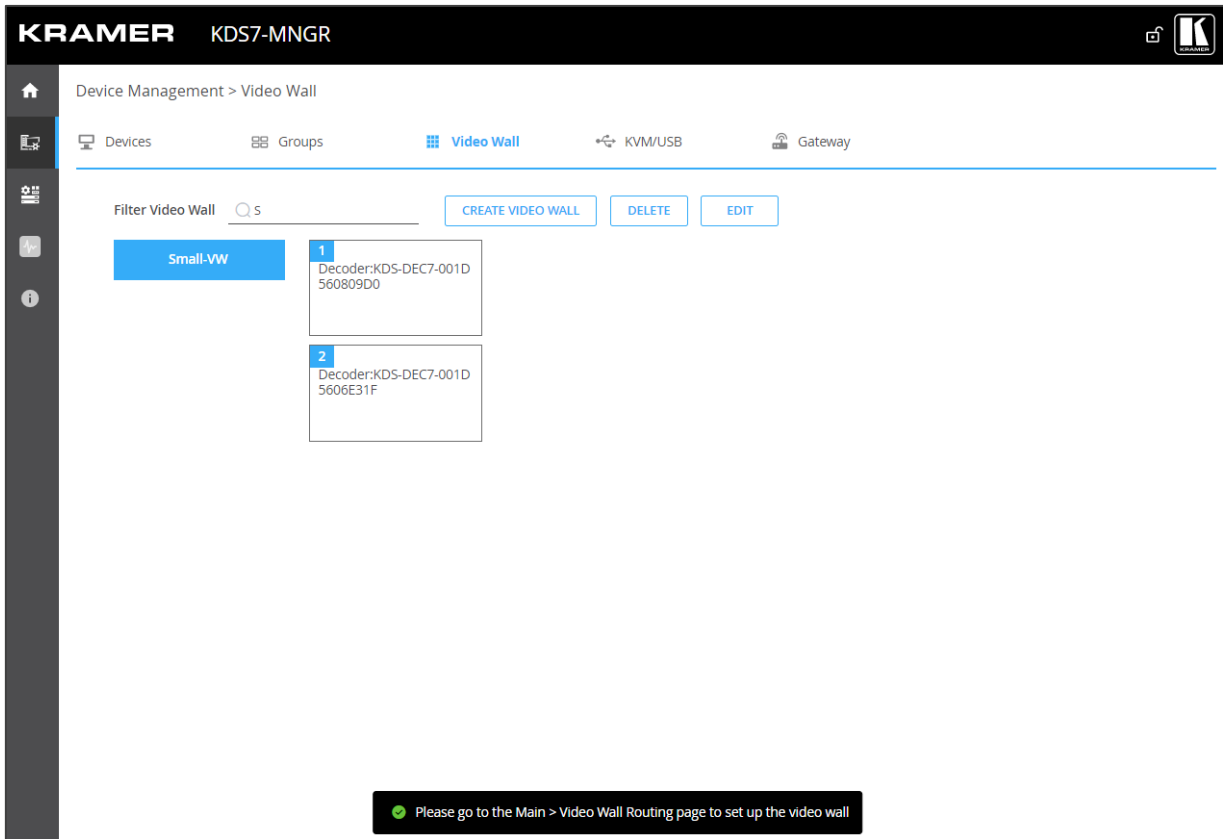 KRAMER KDS7-MNGR
KRAMER
Device Management > Video Wall
Devices Groups Video Wall KVM/USB Gateway
Filter Video Wall S CREATE VIDEO WALL DELETE EDIT
Small-VW
1
Decoder:KDS-DEC7-001D
560809D0
2
Decoder:KDS-DEC7-001D
5606E31F
Please go to the Main > Video Wall Routing page to set up the video wall